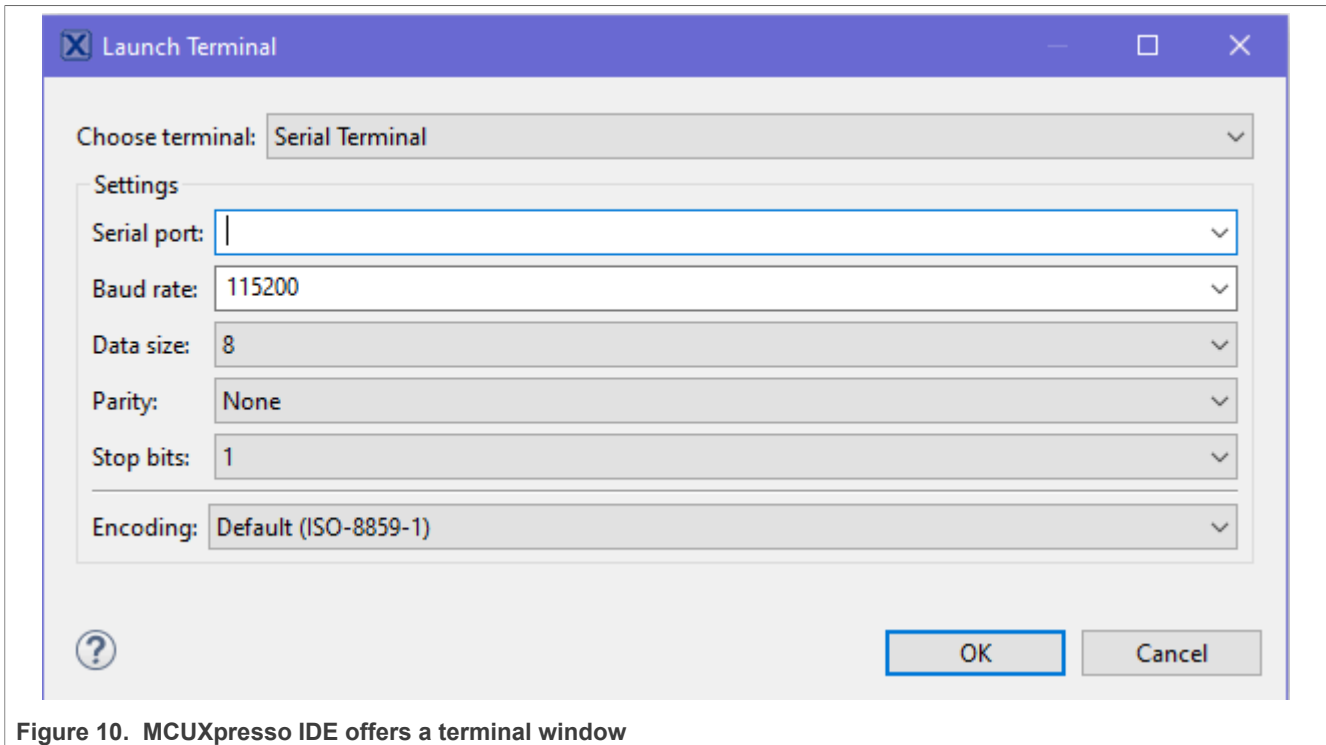 Launch Terminal
Choose terminal: Serial Terminal
Settings
Serial port:
Baud rate: 115200
Data size: 8
Parity: None
Stop bits: 1
Encoding: Default (ISO-8859-1)
? OK Cancel
Figure 10. MCUXpresso IDE offers a terminal window